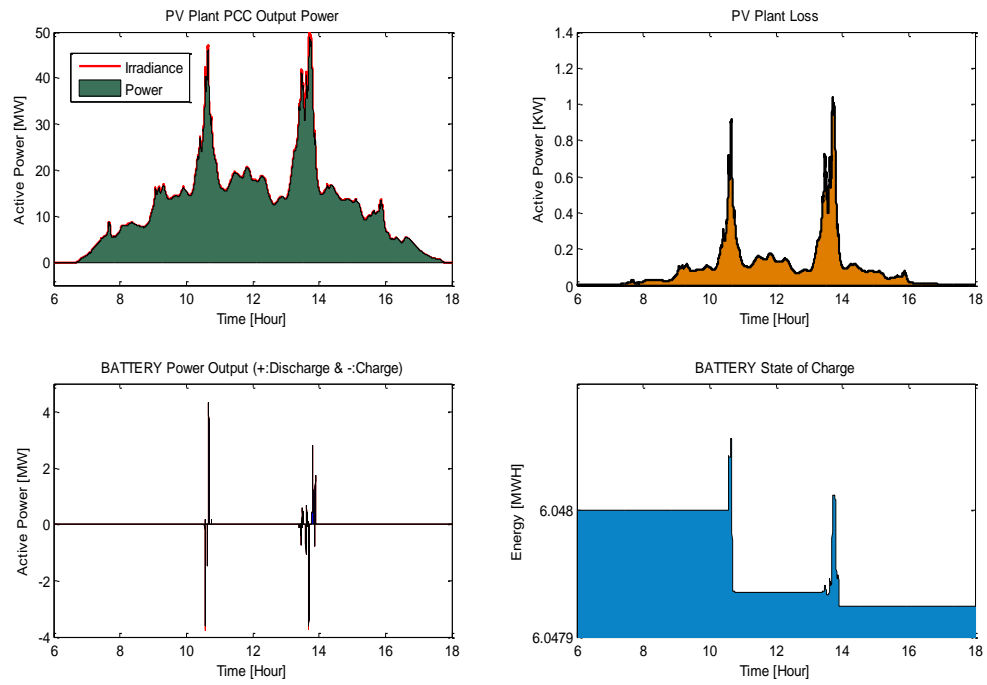 PV Plant PCC Output Power
PV Plant Loss
50
40
30
20
10
0
Active Power [MW]
Irradiance
Power
6 8 10 12 14 16 18
Time [Hour]
1.4
1.2
1
0.8
0.6
0.4
0.2
0
Active Power [KW]
6 8 10 12 14 16 18
Time [Hour]
BATTERY Power Output (+:Discharge & -:Charge)
BATTERY State of Charge
4
2
0
-2
-4
Active Power [MW]
6 8 10 12 14 16 18
Time [Hour]
6.048
6.0479
Energy [MWH]
6 8 10 12 14 16 18
Time [Hour]